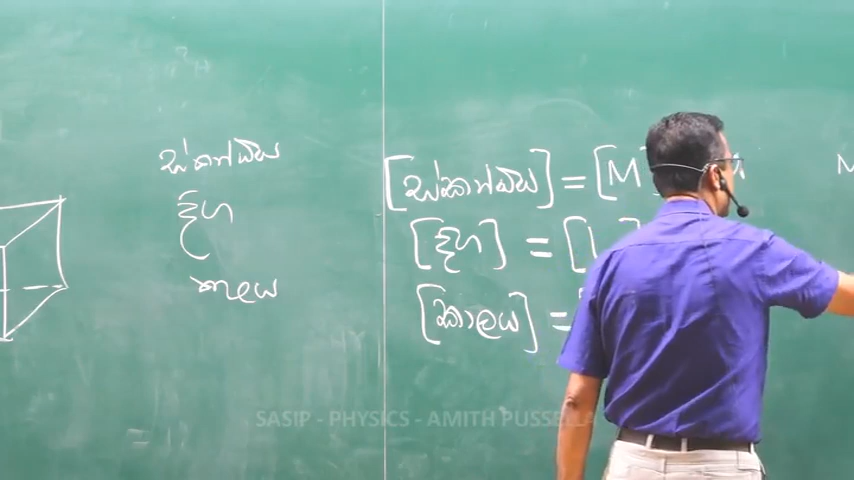 ස්කන්ධය
දිග
කාලය
[ස්කන්ධය] = [M
[දිග] = [L
[කාලය] =
M
SASIP - PHYSICS - AMITH PUSSELLA